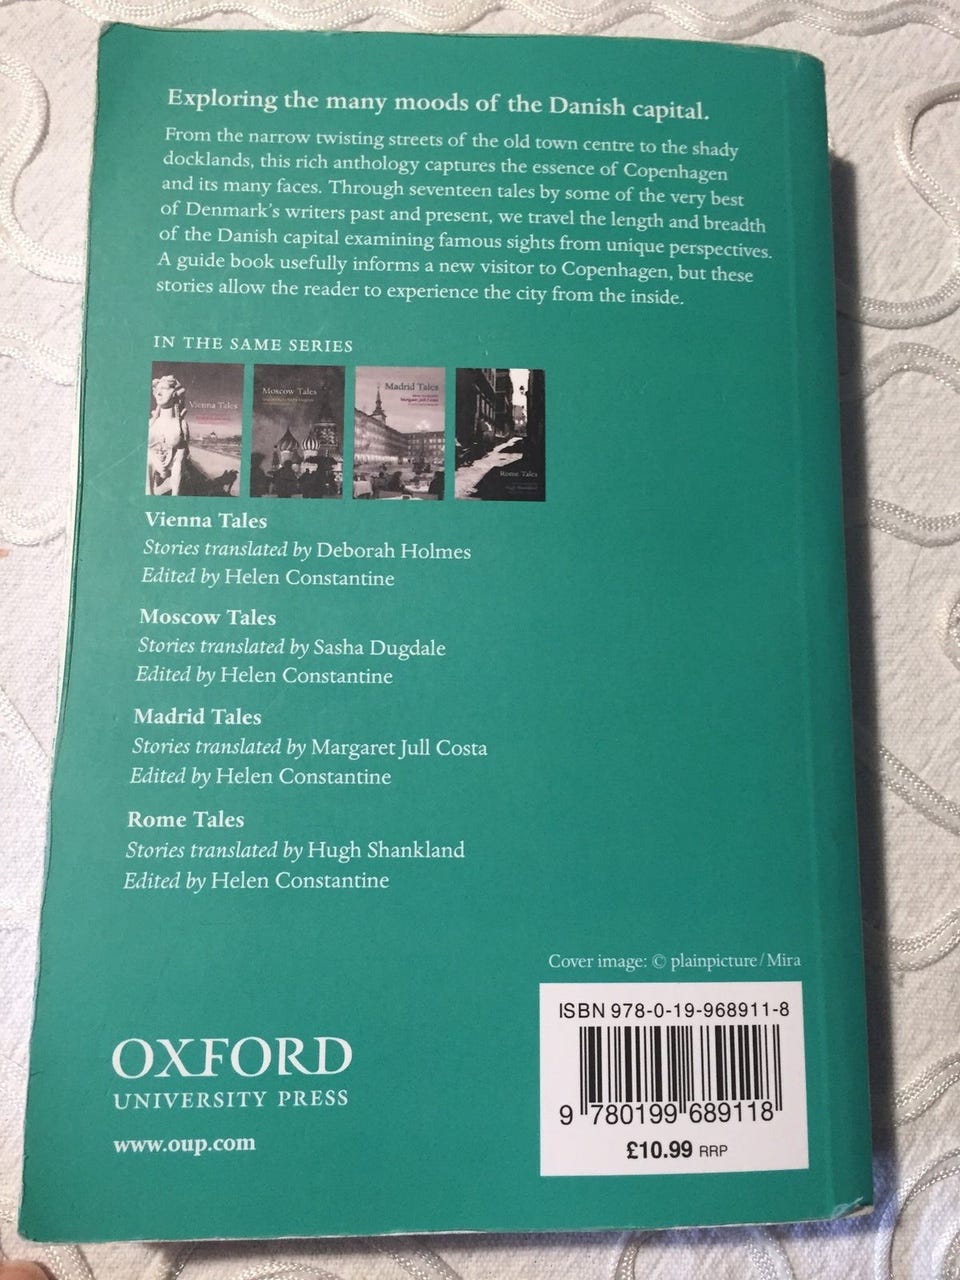 Exploring the many moods of the Danish capital.
From the narrow twisting streets of the old town centre to the shady
docklands, this rich anthology captures the essence of Copenhagen
and its many faces. Through seventeen tales by some of the very best
of Denmark's writers past and present, we travel the length and breadth
of the Danish capital examining famous sights from unique perspectives.
A guide book usefully informs a new visitor to Copenhagen, but these
stories allow the reader to experience the city from the inside.
IN THE SAME SERIES
Vienna Tales
Moscow Tales
Madrid Tales
Margaret Jull Costa
Rome Tales
Vienna Tales
Stories translated by Deborah Holmes
Edited by Helen Constantine
Moscow Tales
Stories translated by Sasha Dugdale
Edited by Helen Constantine
Madrid Tales
Stories translated by Margaret Jull Costa
Edited by Helen Constantine
Rome Tales
Stories translated by Hugh Shankland
Edited by Helen Constantine
Cover image: © plainpicture/Mira
ISBN 978-0-19-968911-8
9 780199 689118
£10.99 RRP
OXFORD
UNIVERSITY PRESS
www.oup.com